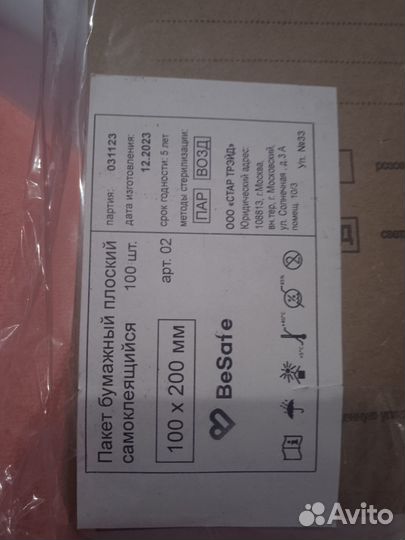 Пакет бумажный плоский
самоклеящийся 100 шт.
100 х 200 мм
арт. 02
BeSafe
партия: 031123
дата изготовления:
12.2023
срок годности: 5 лет
методы стерилизации:
ПАР ВОЗД
ООО «СТАР ТРЭЙД»
Юридический адрес:
108813, г.Москва,
вн.тер, г. Московский,
ул. Солнечная , д.3 А
помещ. 10/3 Уп. №33
Avito